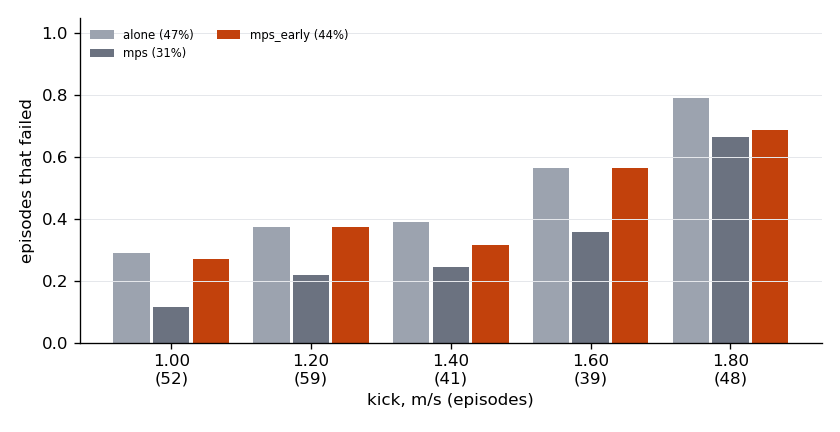 alone (47%)
mps (31%)
mps_early (44%)
episodes that failed
1.0
0.8
0.6
0.4
0.2
0.0
1.00 1.20 1.40 1.60 1.80
(52) (59) (41) (39) (48)
kick, m/s (episodes)